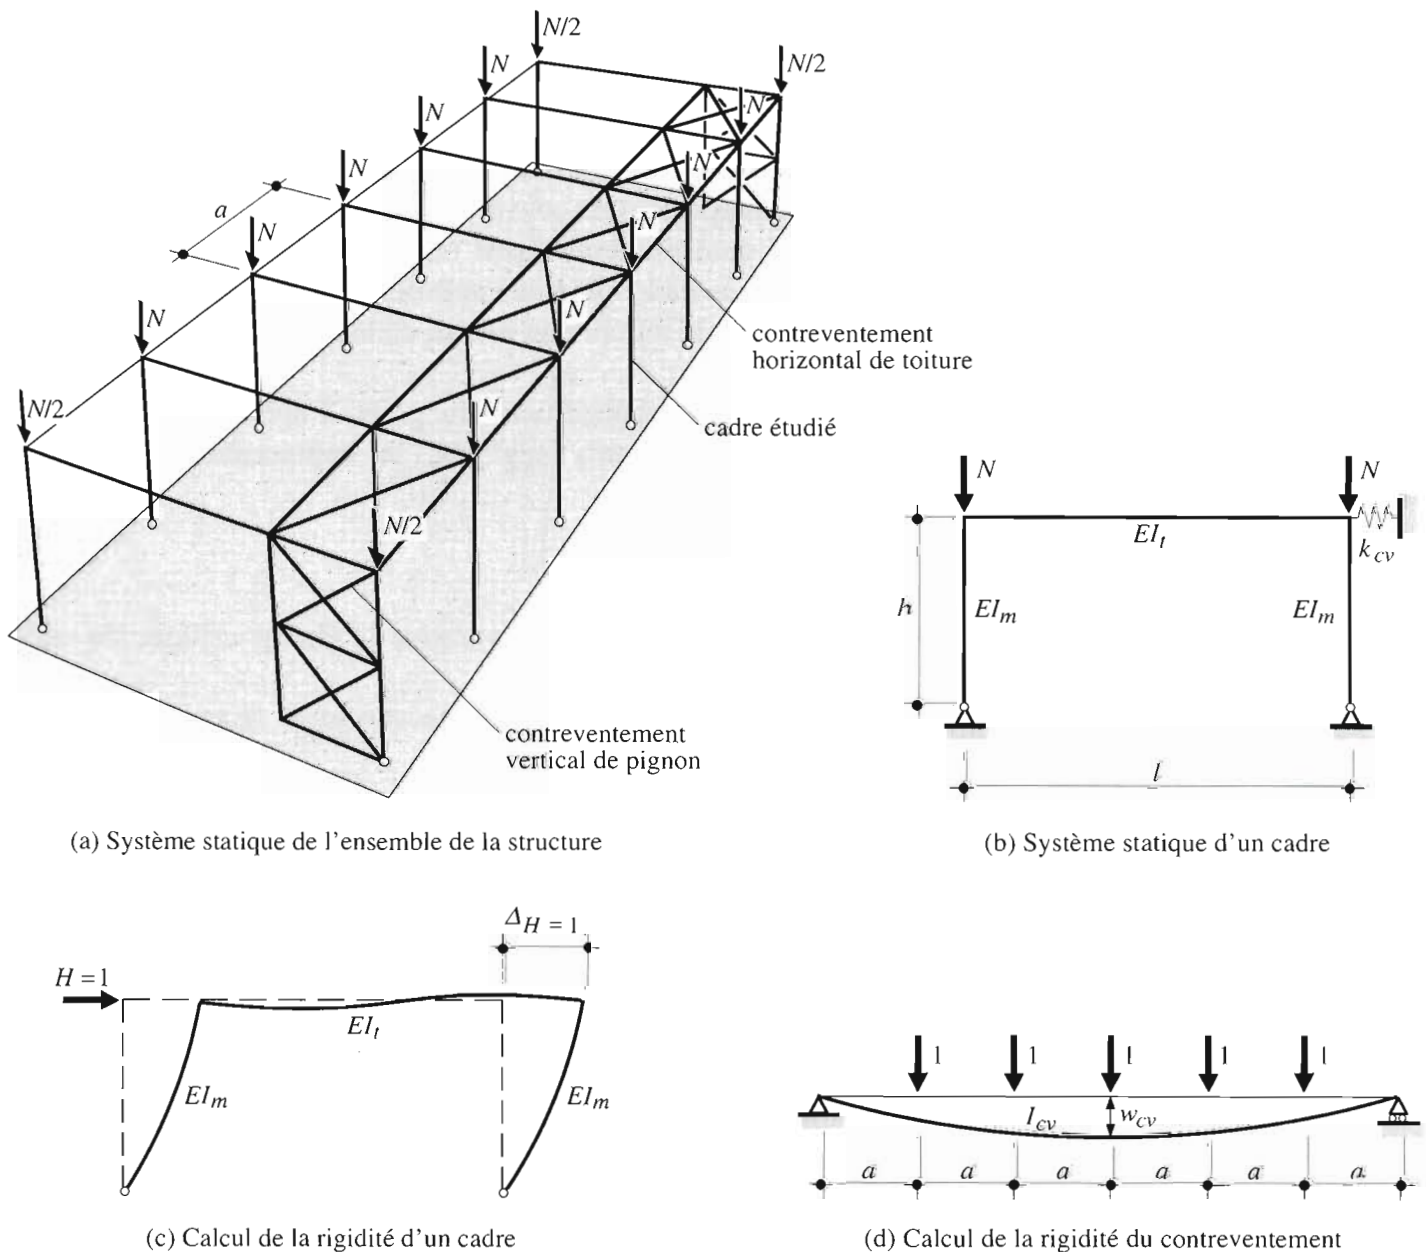 N/2
N
N/2
N
N
N
N
N
a
N
N
N
N
N/2
N
contreventement
horizontal de toiture
cadre étudié
N/2
contreventement
vertical de pignon
(a) Système statique de l'ensemble de la structure
N
N
EI_t
k_cv
h
EI_m
EI_m
l
(b) Système statique d'un cadre
Δ_H = 1
H = 1
EI_t
EI_m
EI_m
(c) Calcul de la rigidité d'un cadre
1
1
1
1
1
I_cv
w_cv
a
a
a
a
a
a
(d) Calcul de la rigidité du contreventement